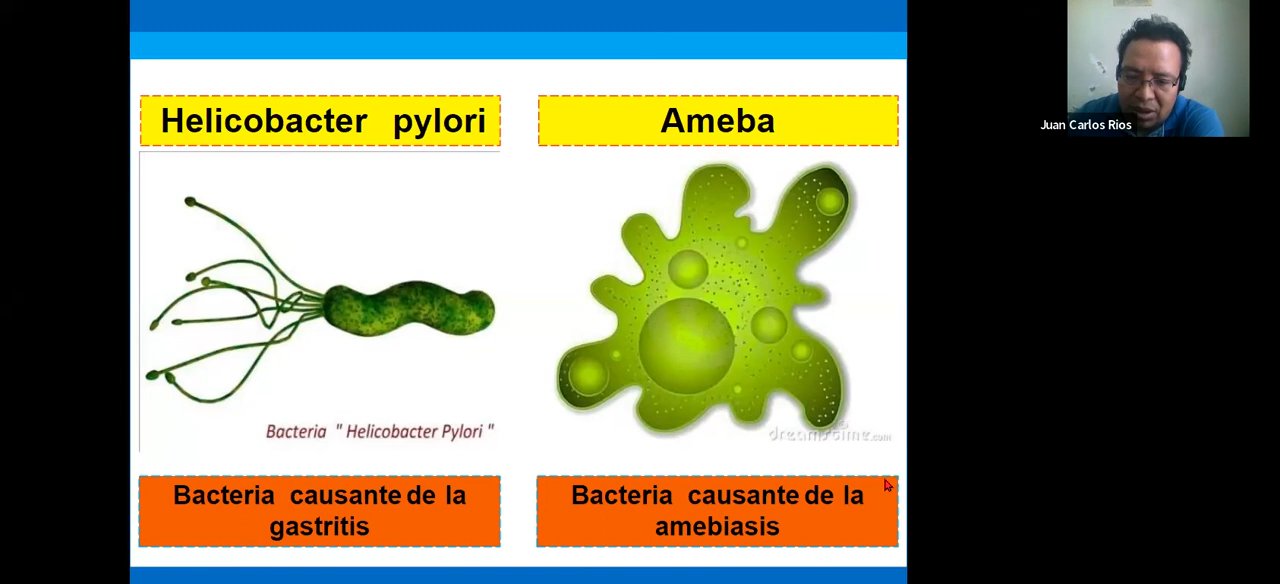 Helicobacter pylori
Ameba
Juan Carlos Rios
Bacteria " Helicobacter Pylori "
dreamstime.com
Bacteria causante de la
gastritis
Bacteria causante de la
amebiasis